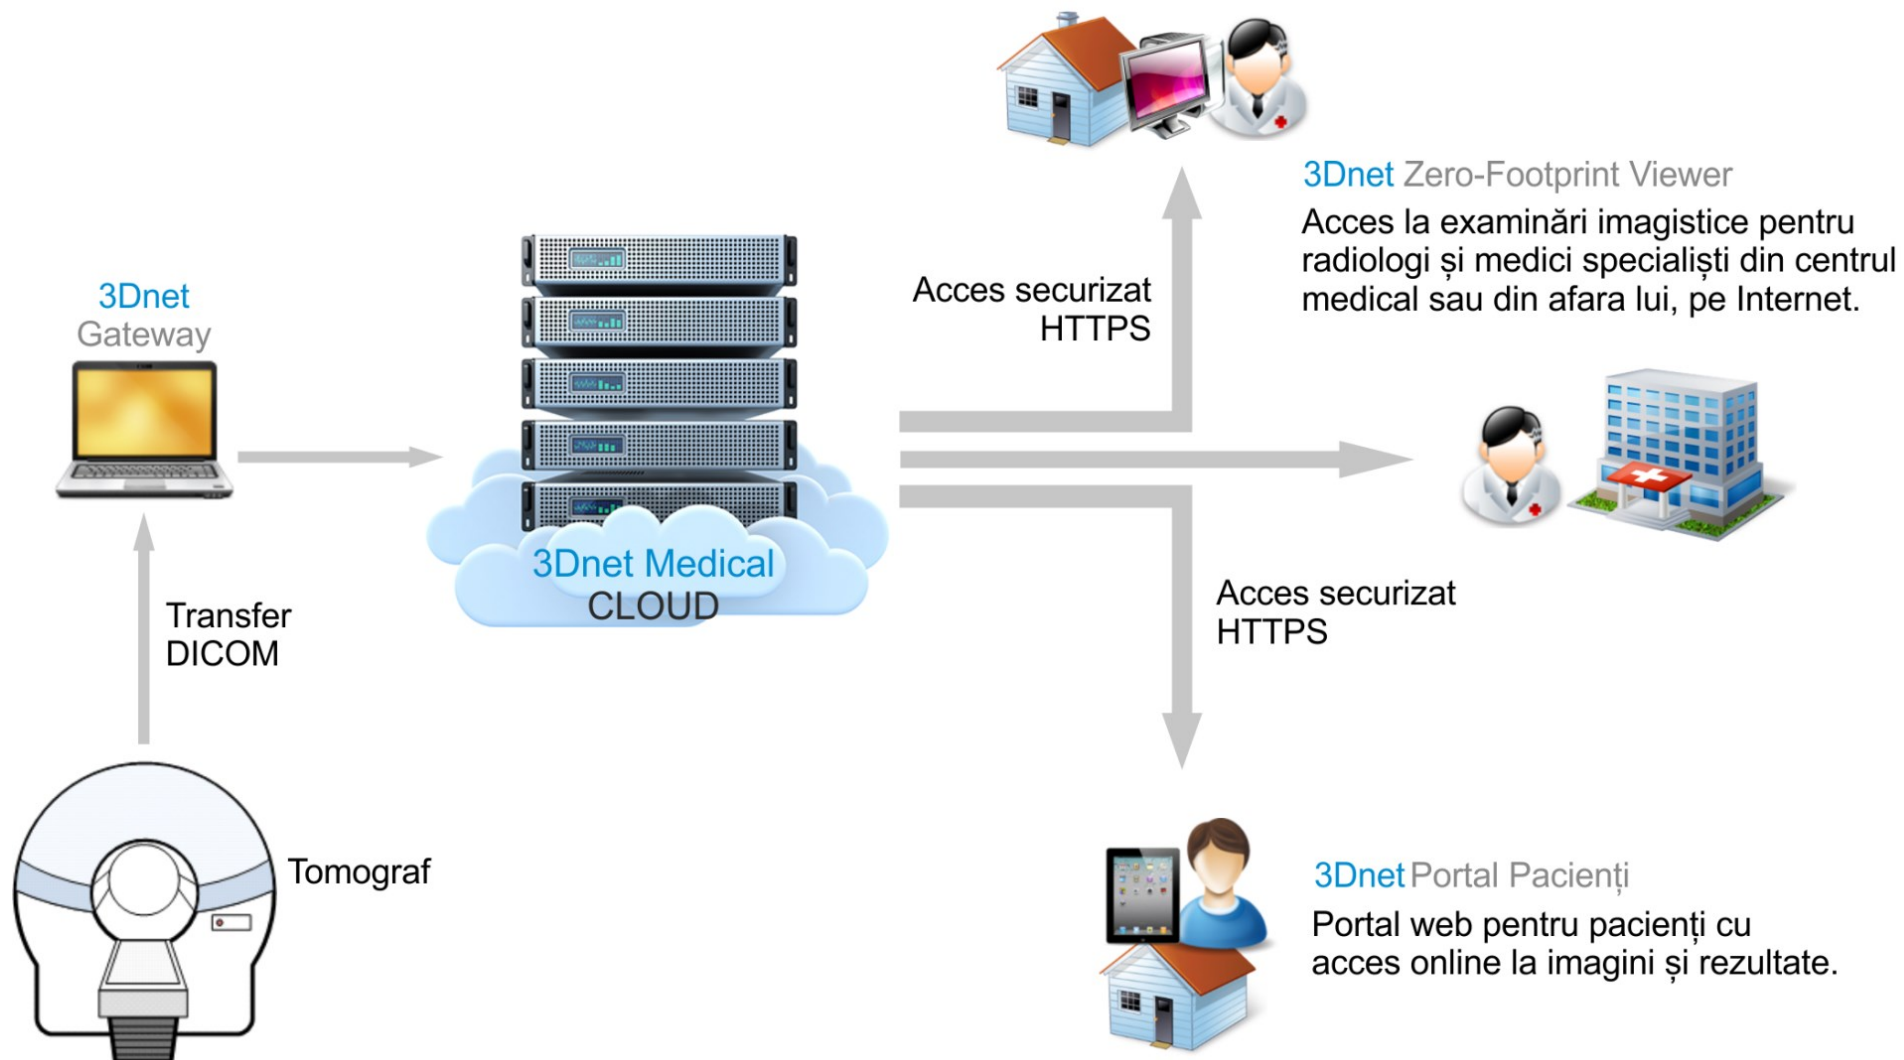 3Dnet Zero-Footprint Viewer
Acces la examinări imagistice pentru
radiologi și medici specialiști din centrul
medical sau din afara lui, pe Internet.
Acces securizat
HTTPS
3Dnet
Gateway
3Dnet Medical
CLOUD
Transfer
DICOM
Acces securizat
HTTPS
Tomograf
3Dnet Portal Pacienți
Portal web pentru pacienți cu
acces online la imagini și rezultate.